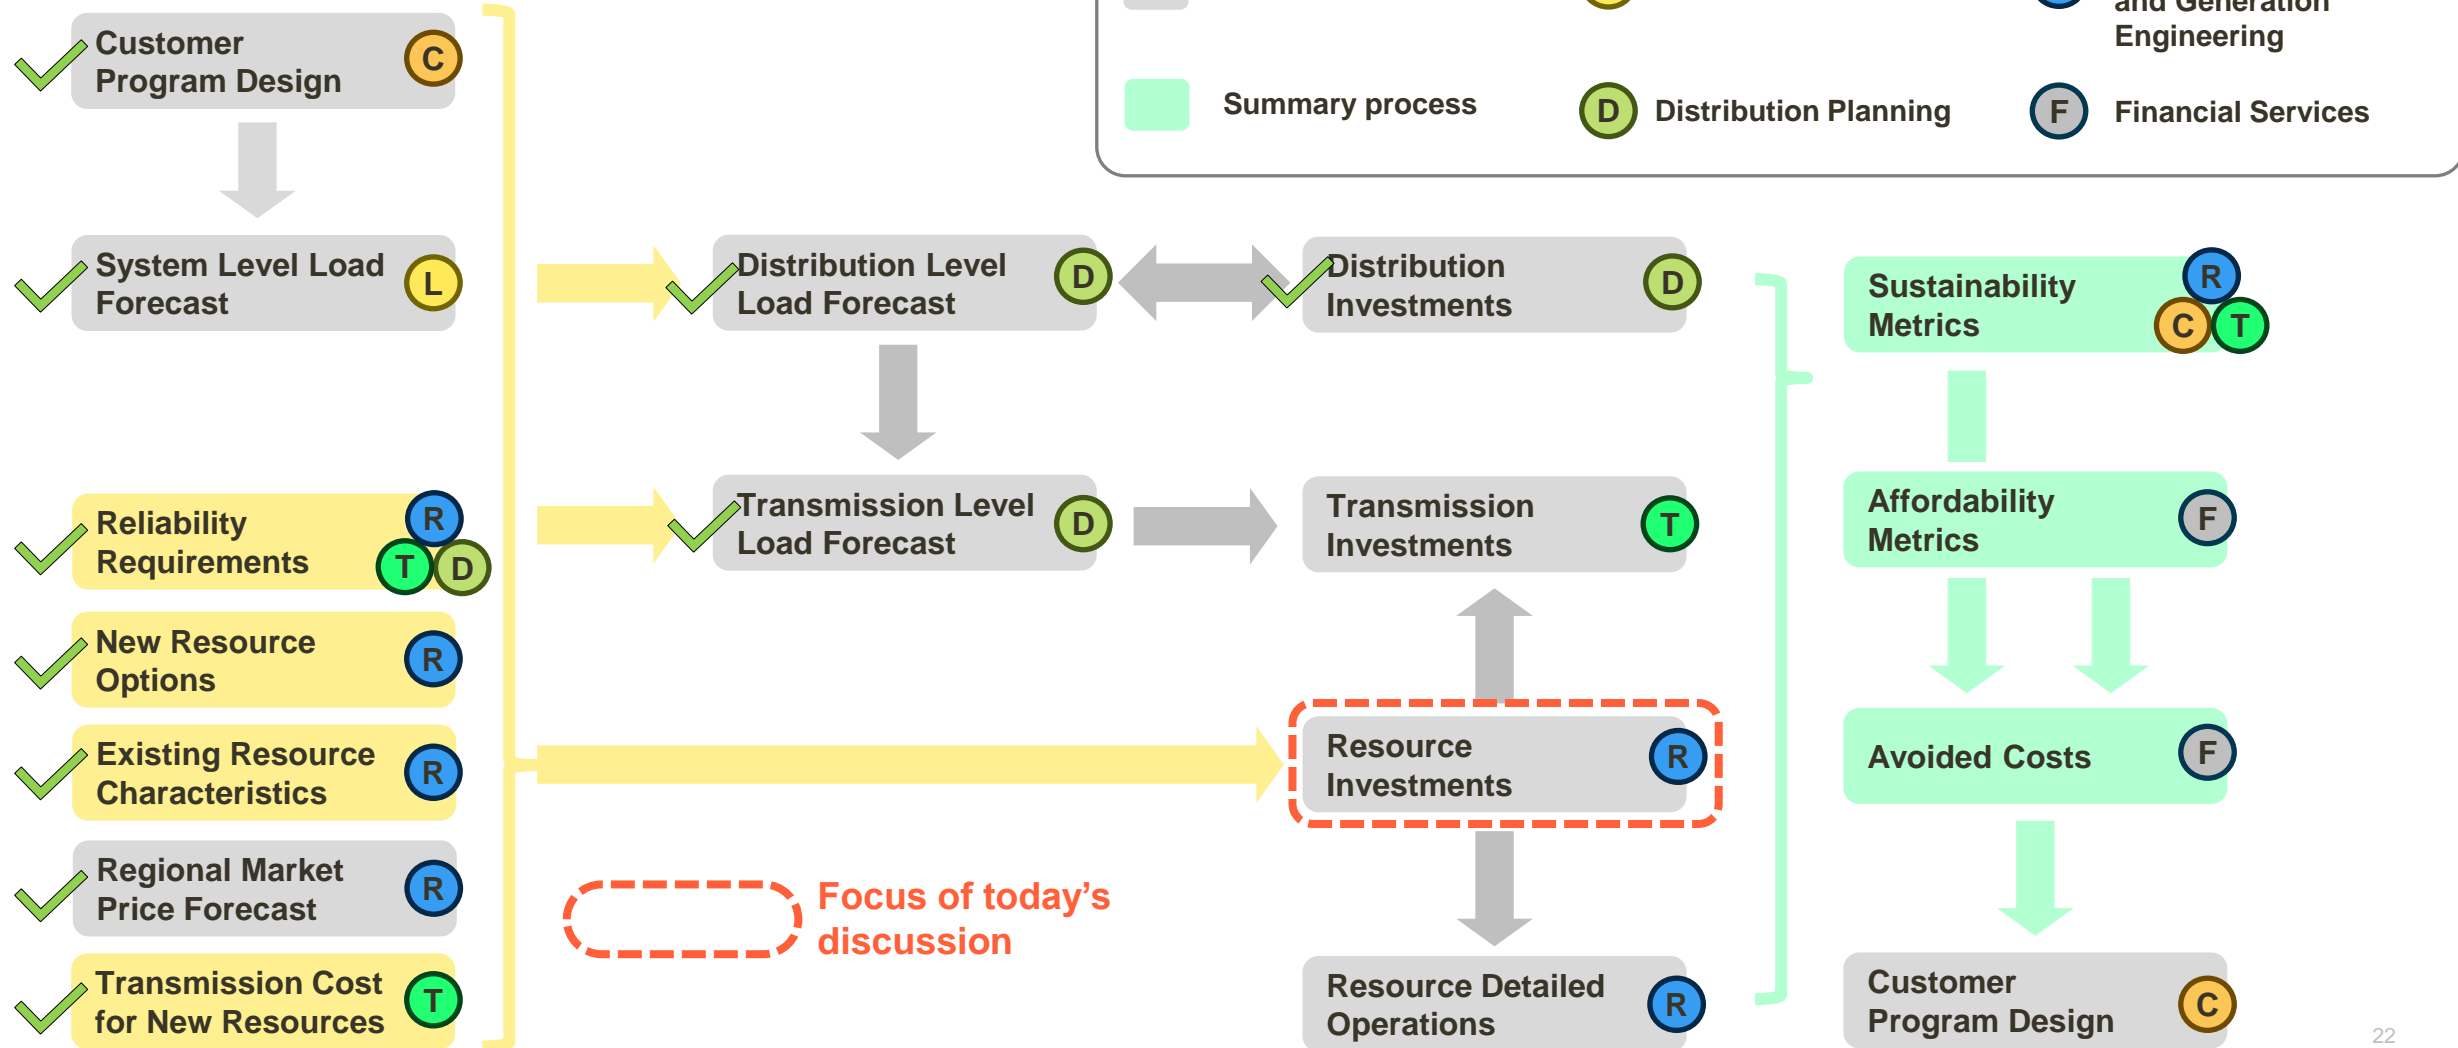 and Generation
Engineering
Summary process
D
Distribution Planning
F
Financial Services
Customer
Program Design
C
System Level Load
Forecast
L
Reliability
Requirements
R
T
D
New Resource
Options
R
Existing Resource
Characteristics
R
Regional Market
Price Forecast
R
Transmission Cost
for New Resources
T
Distribution Level
Load Forecast
D
Transmission Level
Load Forecast
D
Focus of today’s
discussion
Distribution
Investments
D
Transmission
Investments
T
Resource
Investments
R
Resource Detailed
Operations
R
Sustainability
Metrics
R
C
T
Affordability
Metrics
F
Avoided Costs
F
Customer
Program Design
C
22